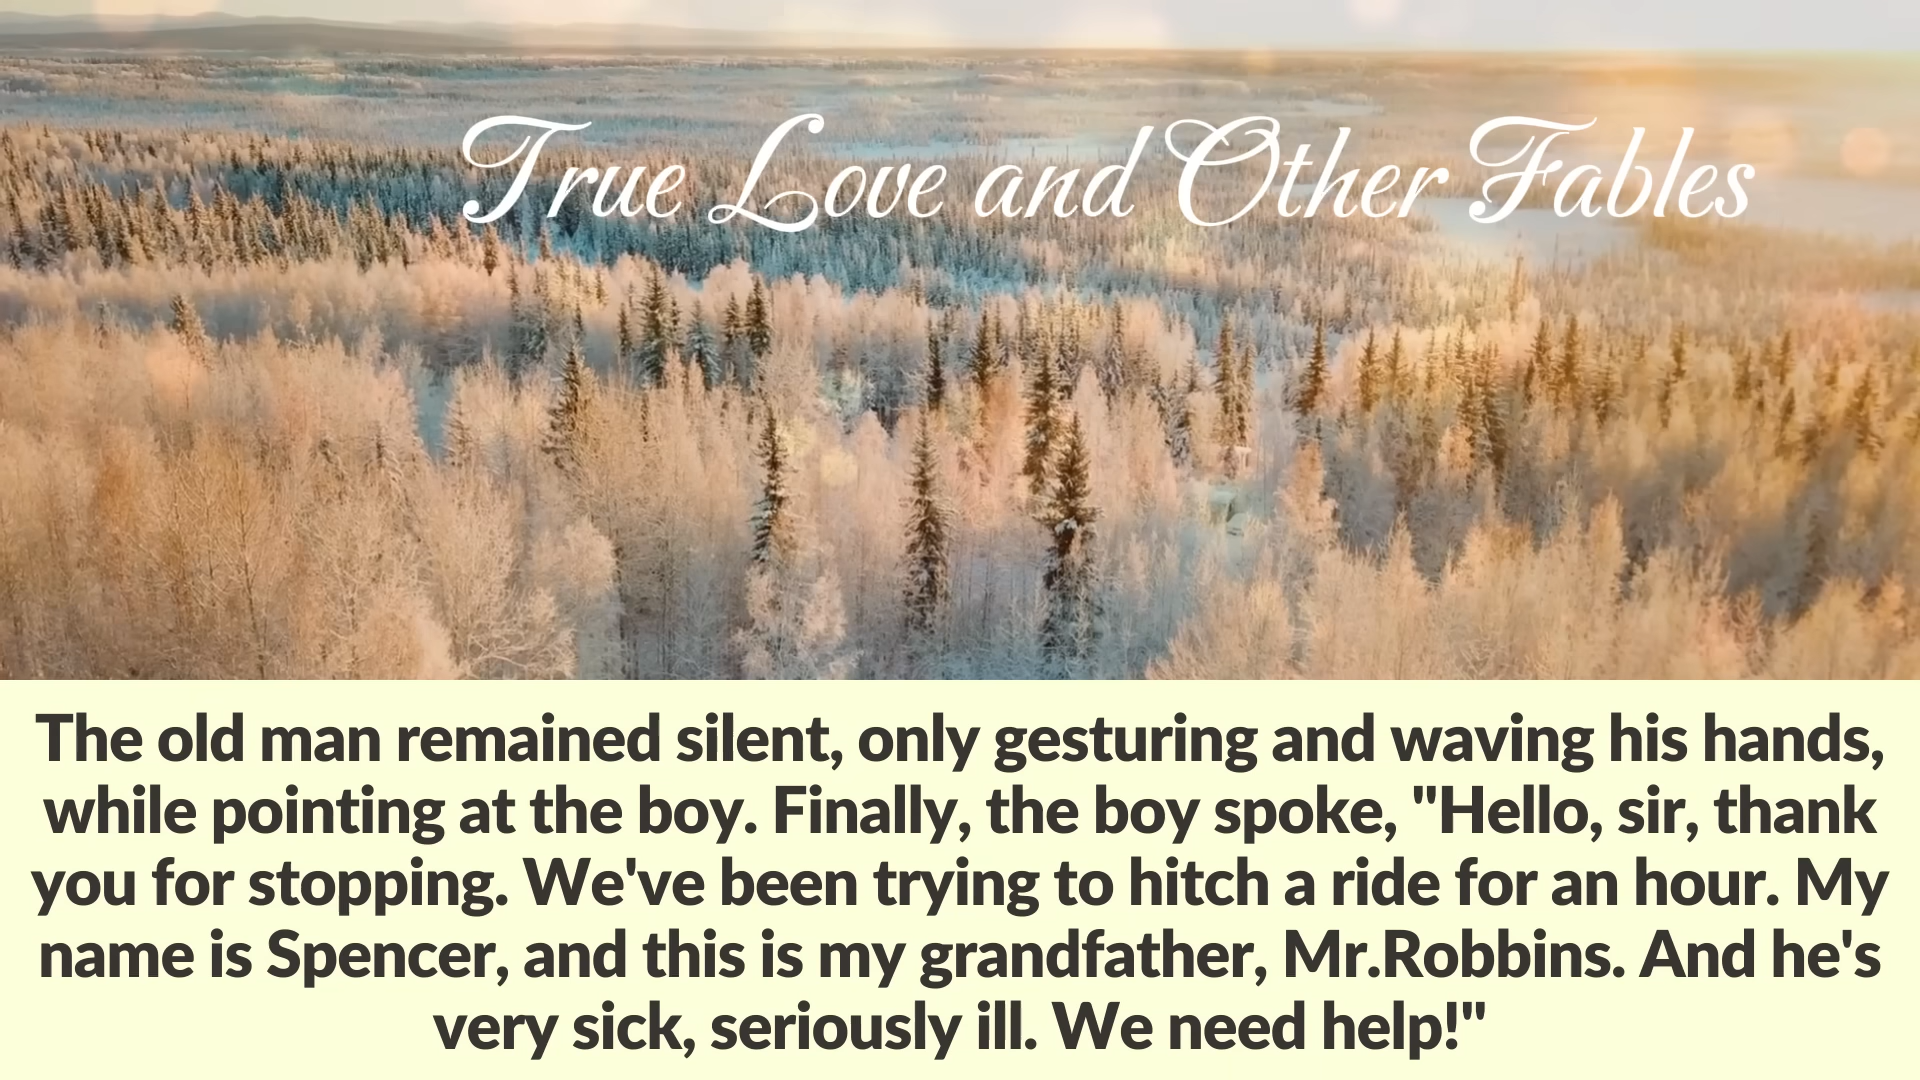 True Love and Other Fables
The old man remained silent, only gesturing and waving his hands,
while pointing at the boy. Finally, the boy spoke, "Hello, sir, thank
you for stopping. We've been trying to hitch a ride for an hour. My
name is Spencer, and this is my grandfather, Mr.Robbins. And he's
very sick, seriously ill. We need help!"